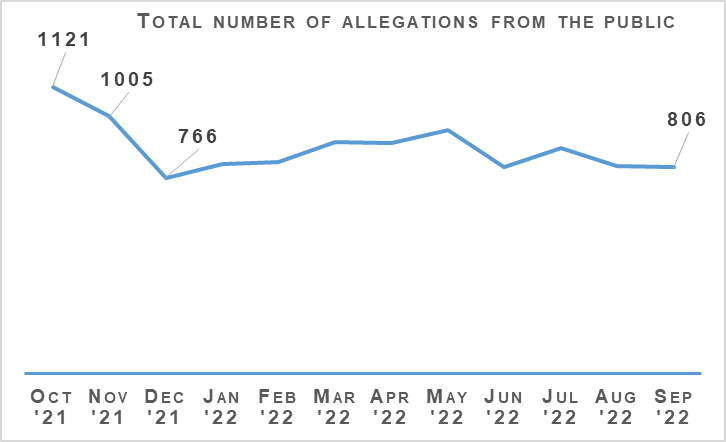 TOTAL NUMBER OF ALLEGATIONS FROM THE PUBLIC
1121
1005
766
806
OCT NOV DEC JAN FEB MAR APR MAY JUN JUL AUG SEP
'21 '21 '21 '22 '22 '22 '22 '22 '22 '22 '22 '22